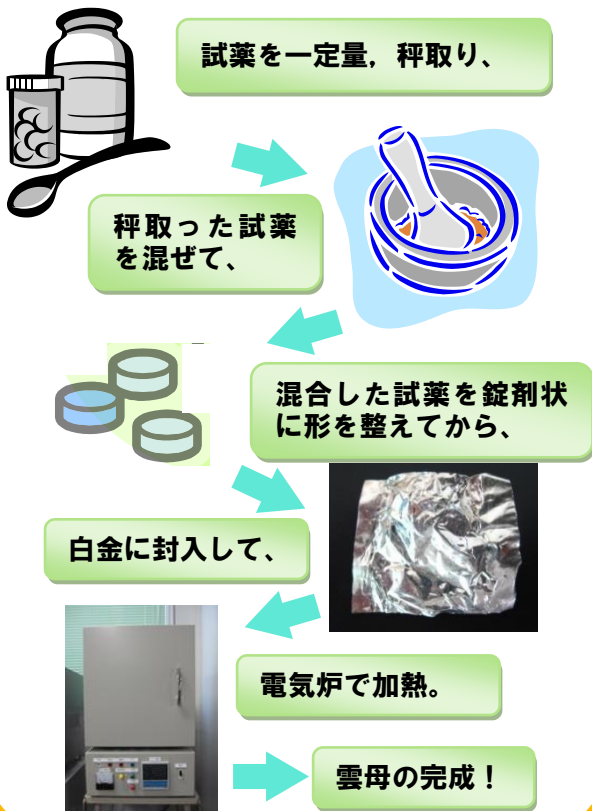 試薬を一定量，秤取り、
秤取った試薬
を混ぜて、
混合した試薬を錠剤状
に形を整えてから、
白金に封入して、
電気炉で加熱。
雲母の完成！